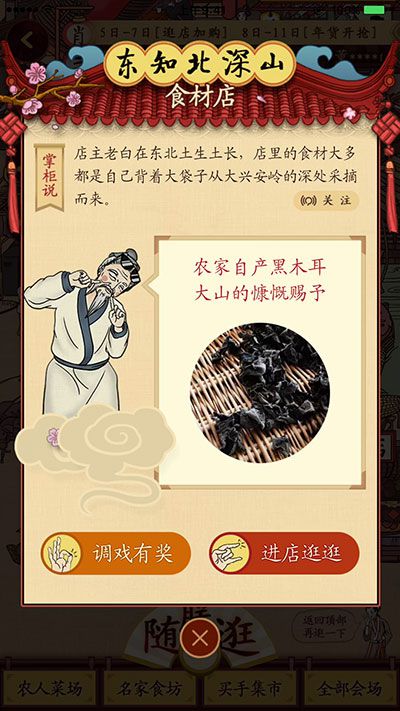 5日-7日[逛店加购] 8日-11日[年货开抢]
东知北深山
食材店
掌柜说
店主老白在东北土生土长，店里的食材大多
都是自己背着大袋子从大兴安岭的深处采摘
而来。
关注
农家自产黑木耳
大山的慷慨赐予
调戏有奖
进店逛逛
随 逛
返回顶部
再逛一下
农人菜场
名家食坊
买手集市
全部会场